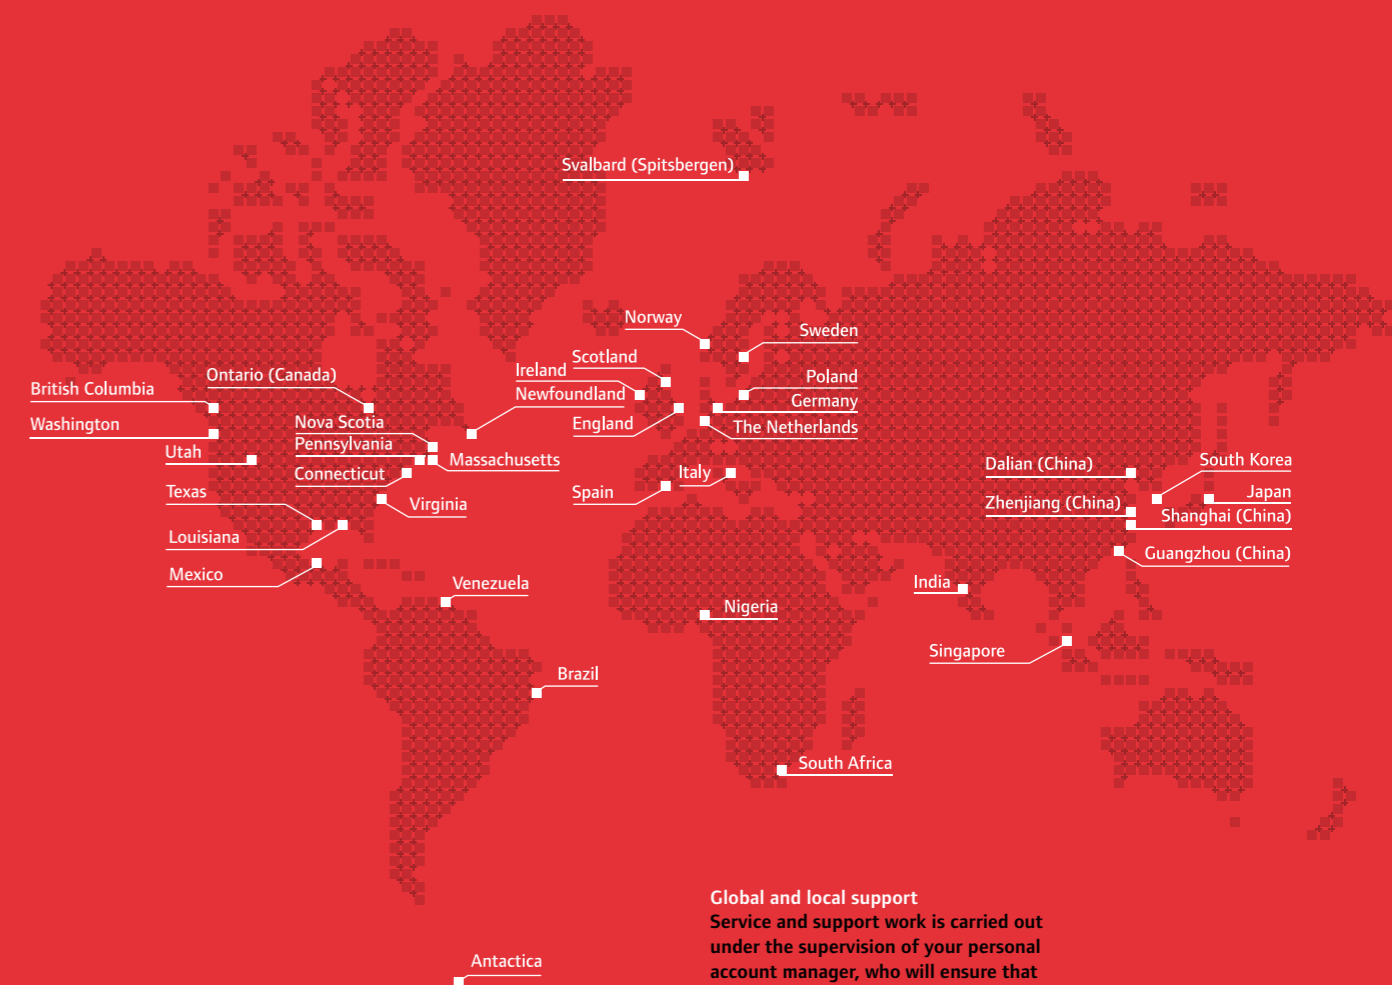 Svalbard (Spitsbergen)
Norway
Sweden
Scotland
Ireland
Newfoundland
England
Poland
Germany
The Netherlands
British Columbia
Ontario (Canada)
Washington
Nova Scotia
Pennsylvania
Utah
Connecticut
Massachusetts
Texas
Virginia
Louisiana
Mexico
Spain
Italy
Dalian (China)
South Korea
Zhenjiang (China)
Japan
Shanghai (China)
Guangzhou (China)
India
Venezuela
Nigeria
Singapore
Brazil
South Africa
Antactica
Global and local support
Service and support work is carried out
under the supervision of your personal
account manager, who will ensure that